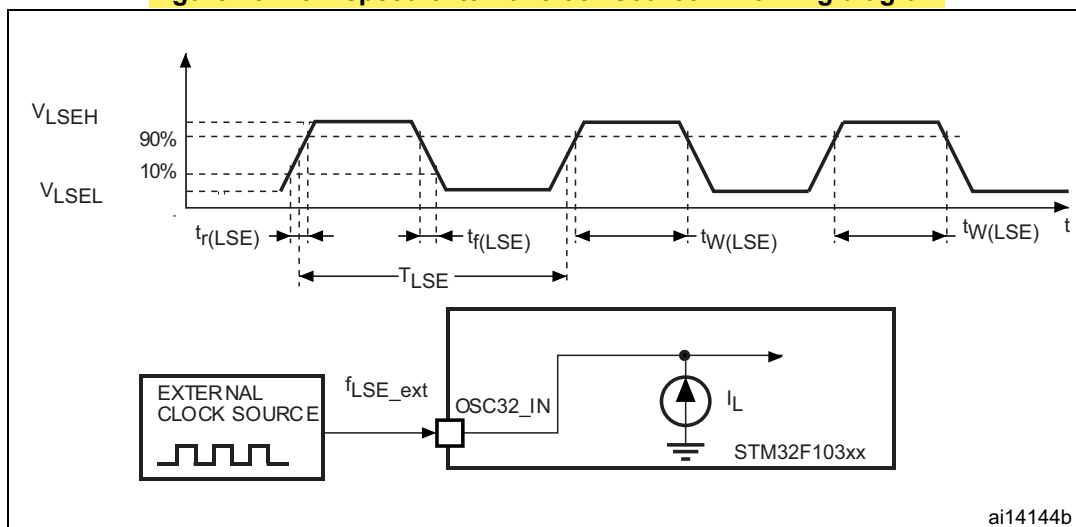 V_LSEH
90%
10%
V_LSEL
t_r(LSE)
t_f(LSE)
t_W(LSE)
t_W(LSE)
t
T_LSE
EXTERNAL
CLOCK SOURCE
f_LSE_ext
OSC32_IN
I_L
STM32F103xx
ai14144b